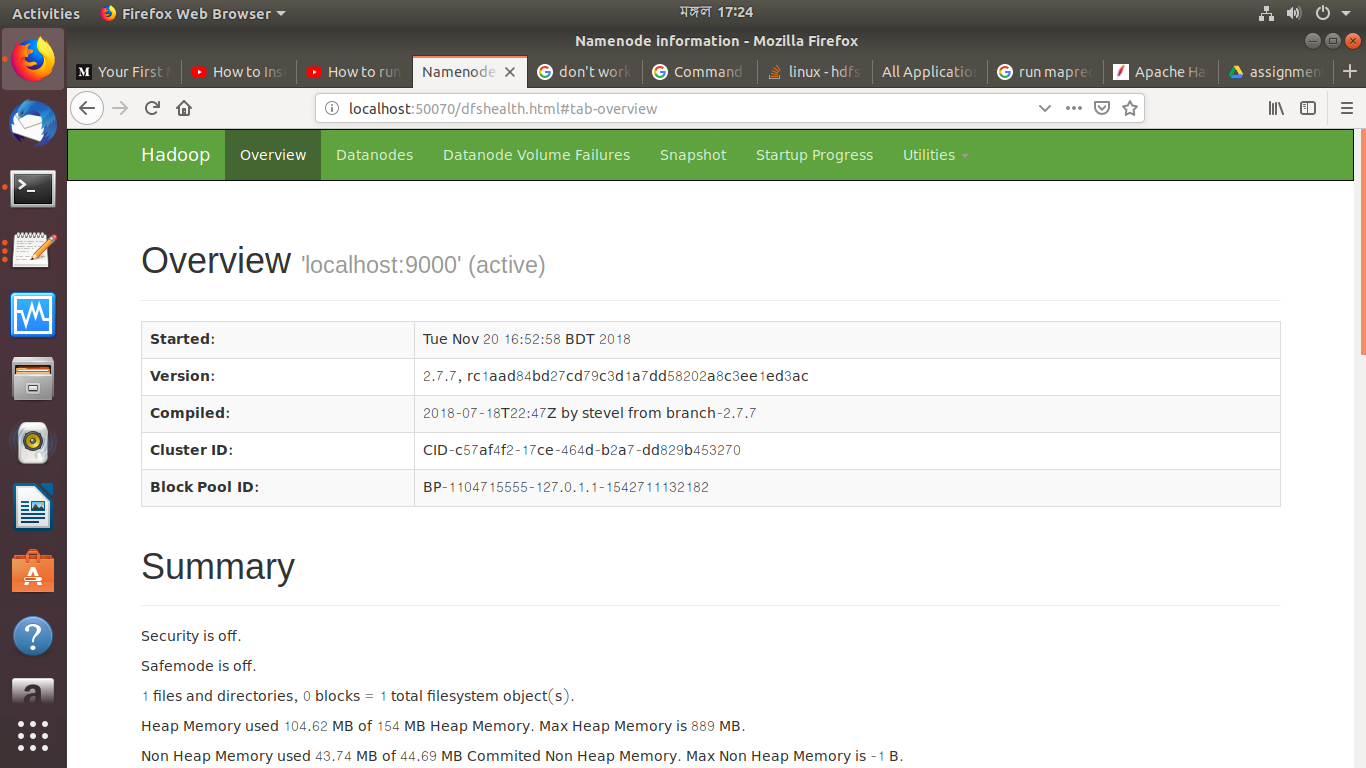 Activities Firefox Web Browser মঙ্গল 17:24
Namenode information - Mozilla Firefox
Your First How to Ins How to run Namenode don't work Command linux - hdfs All Application run mapred Apache Ha assignmen
localhost:50070/dfshealth.html#tab-overview
Hadoop Overview Datanodes Datanode Volume Failures Snapshot Startup Progress Utilities
Overview 'localhost:9000' (active)
Started: Tue Nov 20 16:52:58 BDT 2018
Version: 2.7.7, rc1aad84bd27cd79c3d1a7dd58202a8c3ee1ed3ac
Compiled: 2018-07-18T22:47Z by stevel from branch-2.7.7
Cluster ID: CID-c57af4f2-17ce-464d-b2a7-dd829b453270
Block Pool ID: BP-1104715555-127.0.1.1-1542711132182
Summary
Security is off.
Safemode is off.
1 files and directories, 0 blocks = 1 total filesystem object(s).
Heap Memory used 104.62 MB of 154 MB Heap Memory. Max Heap Memory is 889 MB.
Non Heap Memory used 43.74 MB of 44.69 MB Commited Non Heap Memory. Max Non Heap Memory is -1 B.